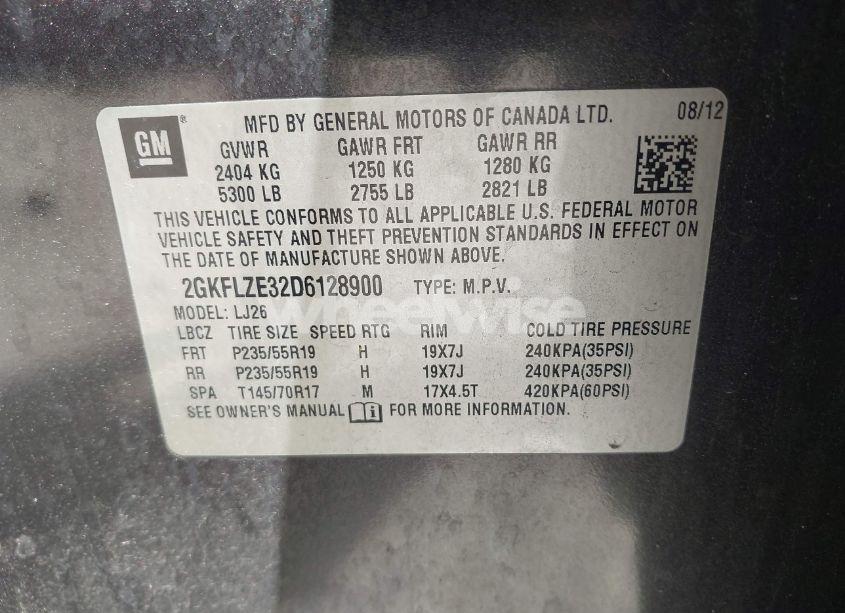 GM ® MFD BY GENERAL MOTORS OF CANADA LTD. 08/12
GVWR GAWR FRT GAWR RR
2404 KG 1250 KG 1280 KG
5300 LB 2755 LB 2821 LB
THIS VEHICLE CONFORMS TO ALL APPLICABLE U.S. FEDERAL MOTOR
VEHICLE SAFETY AND THEFT PREVENTION STANDARDS IN EFFECT ON
THE DATE OF MANUFACTURE SHOWN ABOVE.
2GKFLZE32D6128900 TYPE: M.P.V.
MODEL: LJ26
wheelwise
LBCZ TIRE SIZE SPEED RTG RIM COLD TIRE PRESSURE
FRT P235/55R19 H 19X7J 240KPA(35PSI)
RR P235/55R19 H 19X7J 240KPA(35PSI)
SPA T145/70R17 M 17X4.5T 420KPA(60PSI)
SEE OWNER'S MANUAL i FOR MORE INFORMATION.